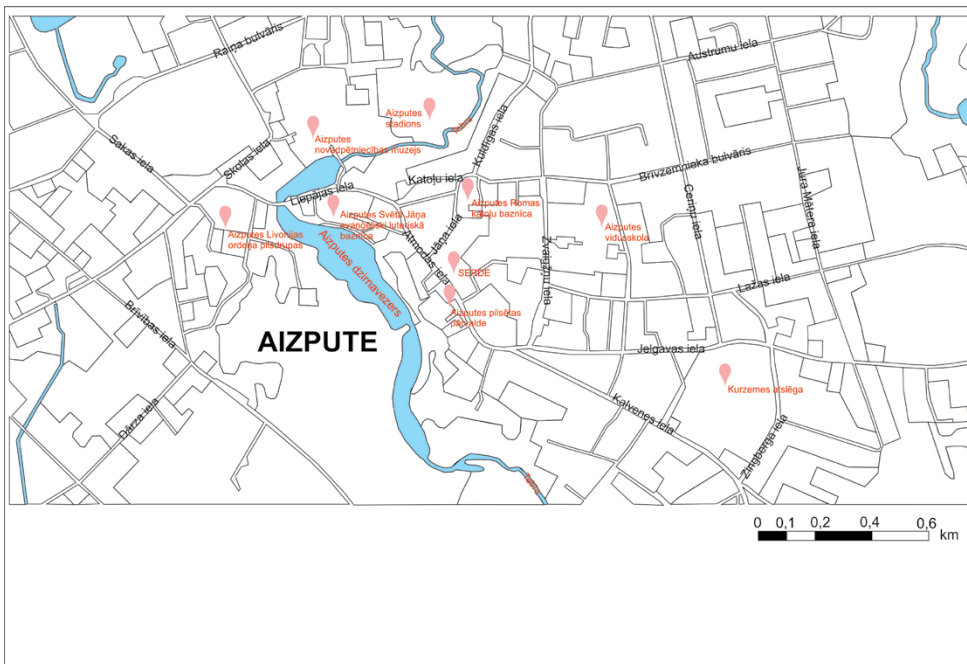 Raiņa bulvāris
Austrumu iela
Aizputes
stadions
Tebra
Sakas iela
Skolas iela
Aizputes
novadpētniecības muzejs
Kuldīgas iela
Brīvzemnieka bulvāris
Katoļu iela
Liepājas iela
Ceriņu iela
Jura Mātera iela
Aizputes Romas
katoļu baznīca
Aizputes Svētā Jāņa
evaņģēliski luteriskā
baznīca
Aizputes Livonijas
ordeņa pilsdrupas
Aizputes
vidusskola
Jāņa iela
Atmodas iela
Zvaigžņu iela
SERDE
Aizputes dzirnavezers
Lažas iela
Aizputes pilsētas
pārvalde
Brīvības iela
AIZPUTE
Jelgavas iela
Kurzemes atslēga
Kalvenes iela
Dārza iela
Zingberga iela
Tebra
0 0,1 0,2 0,4 0,6
km